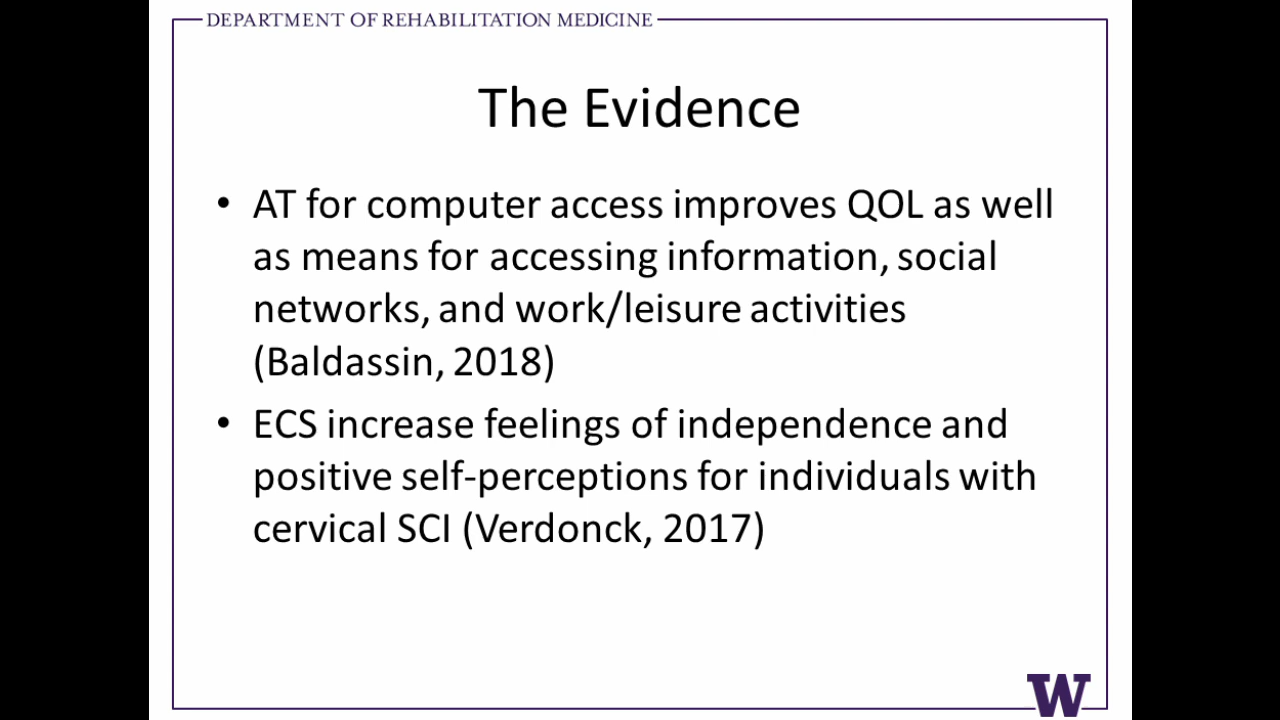 DEPARTMENT OF REHABILITATION MEDICINE
The Evidence
• AT for computer access improves QOL as well
as means for accessing information, social
networks, and work/leisure activities
(Baldassin, 2018)
• ECS increase feelings of independence and
positive self-perceptions for individuals with
cervical SCI (Verdonck, 2017)
W